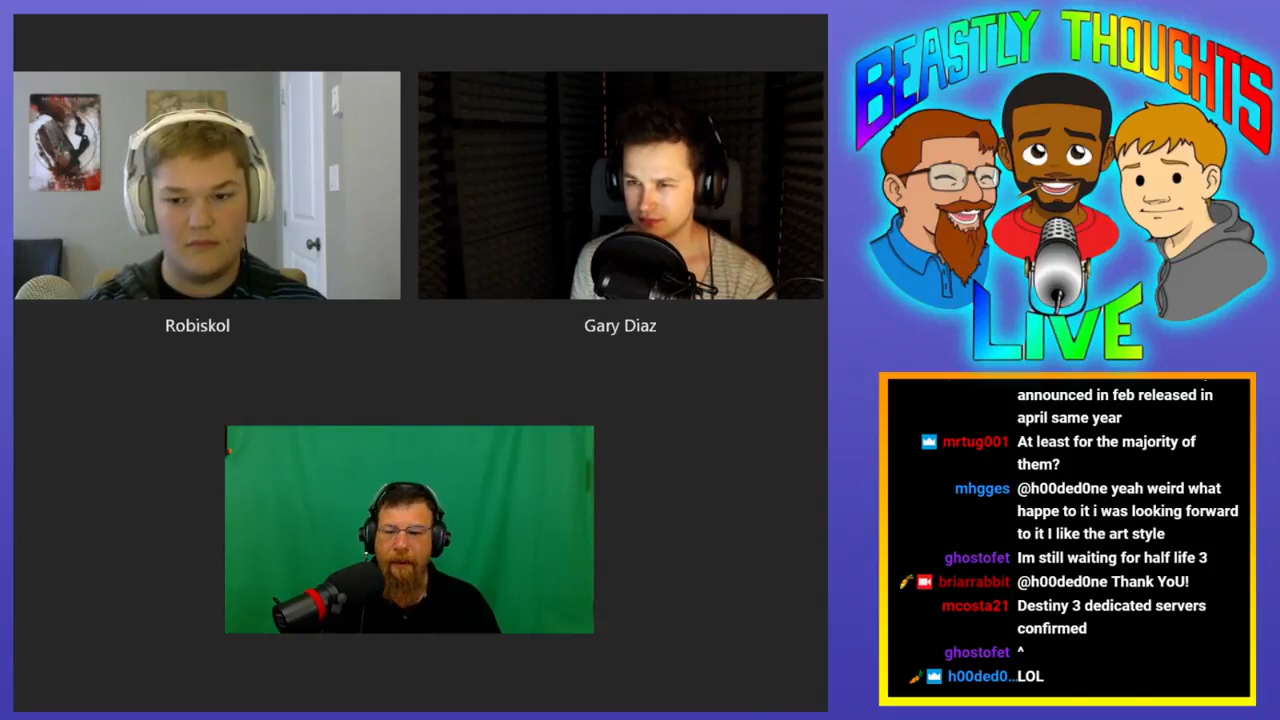 BEASTLY THOUGHTS
LIVE
Robiskol
Gary Diaz
announced in feb released in
april same year
mrtug001 At least for the majority of
them?
mhgges @h00ded0ne yeah weird what
happe to it i was looking forward
to it I like the art style
ghostofet Im still waiting for half life 3
briarrabbit @h00ded0ne Thank YoU!
mcosta21 Destiny 3 dedicated servers
confirmed
ghostofet ^
h00ded0... LOL